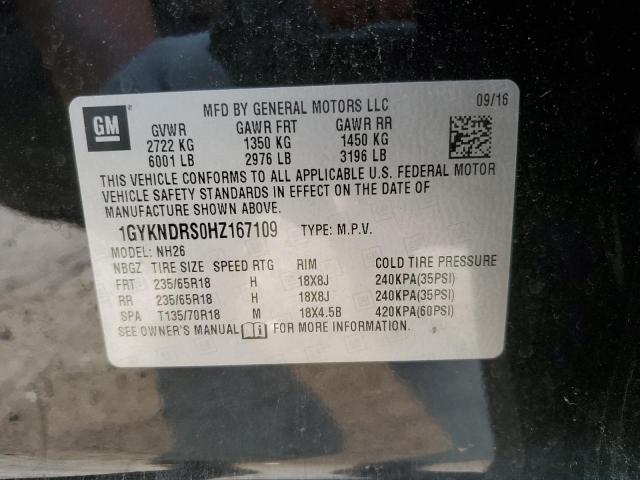 GM
MFD BY GENERAL MOTORS LLC 09/16
GVWR GAWR FRT GAWR RR
2722 KG 1350 KG 1450 KG
6001 LB 2976 LB 3196 LB
THIS VEHICLE CONFORMS TO ALL APPLICABLE U.S. FEDERAL MOTOR
VEHICLE SAFETY STANDARDS IN EFFECT ON THE DATE OF
MANUFACTURE SHOWN ABOVE.
1GYKNDRS0HZ167109 TYPE: M.P.V.
MODEL: NH26
NBGZ TIRE SIZE SPEED RTG RIM COLD TIRE PRESSURE
FRT 235/65R18 H 18X8J 240KPA(35PSI)
RR 235/65R18 H 18X8J 240KPA(35PSI)
SPA T135/70R18 M 18X4.5B 420KPA(60PSI)
SEE OWNER'S MANUAL FOR MORE INFORMATION.